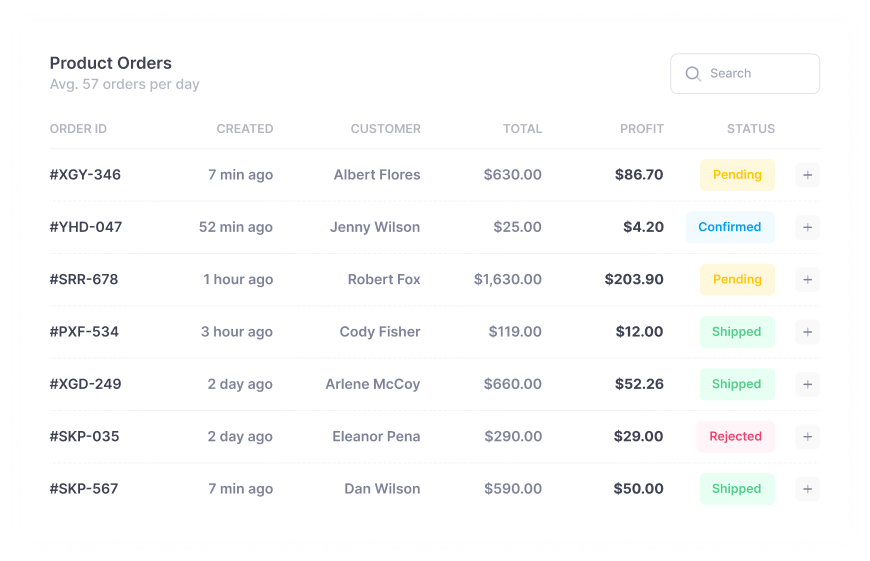 Product Orders
Avg. 57 orders per day
Search
ORDER ID CREATED CUSTOMER TOTAL PROFIT STATUS
#XGY-346 7 min ago Albert Flores $630.00 $86.70 Pending +
#YHD-047 52 min ago Jenny Wilson $25.00 $4.20 Confirmed +
#SRR-678 1 hour ago Robert Fox $1,630.00 $203.90 Pending +
#PXF-534 3 hour ago Cody Fisher $119.00 $12.00 Shipped +
#XGD-249 2 day ago Arlene McCoy $660.00 $52.26 Shipped +
#SKP-035 2 day ago Eleanor Pena $290.00 $29.00 Rejected +
#SKP-567 7 min ago Dan Wilson $590.00 $50.00 Shipped +